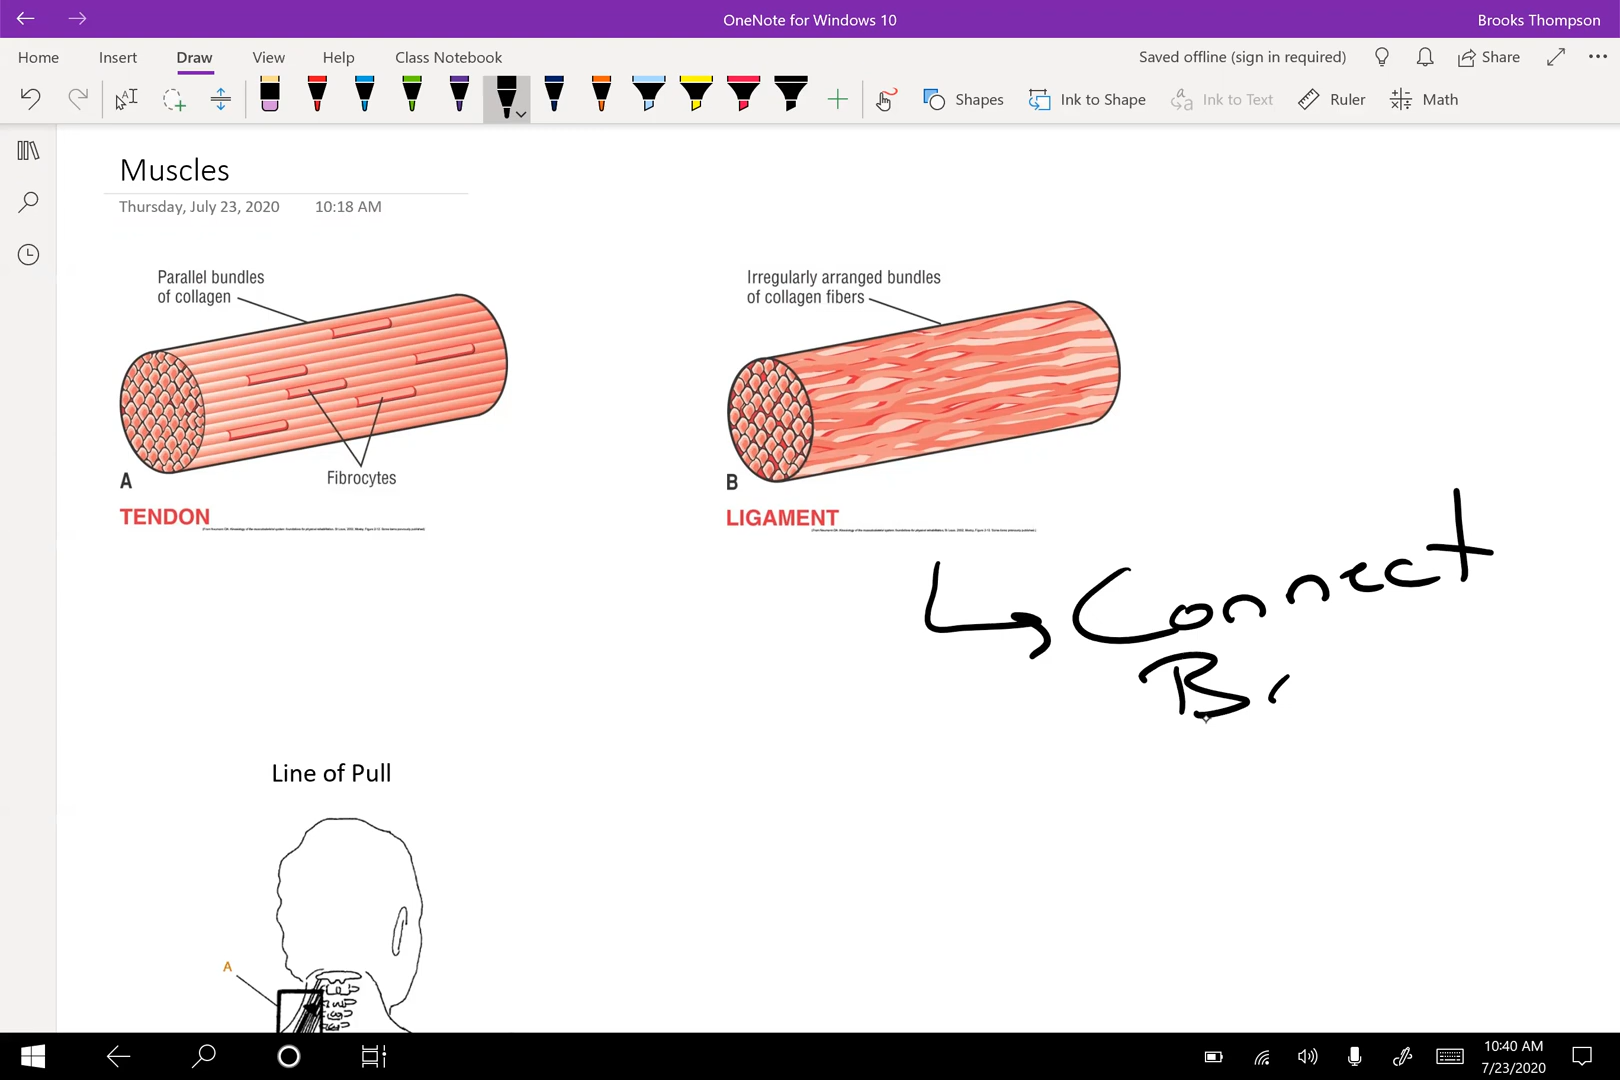 OneNote for Windows 10
Brooks Thompson
Home Insert Draw View Help Class Notebook
Saved offline (sign in required) Share
Shapes Ink to Shape Ink to Text Ruler Math
Muscles
Thursday, July 23, 2020 10:18 AM
Parallel bundles
of collagen
Fibrocytes
A
TENDON
Irregularly arranged bundles
of collagen fibers
B
LIGAMENT
Connect
B
Line of Pull
A
10:40 AM
7/23/2020